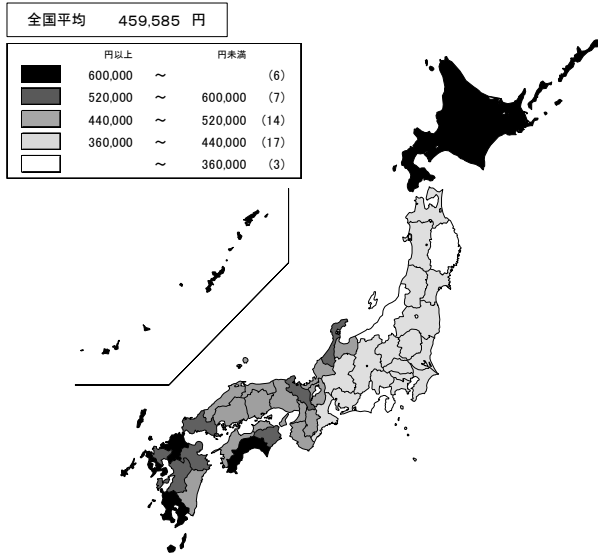 全国平均 459,585 円
円以上 円未満
600,000 ~ (6)
520,000 ~ 600,000 (7)
440,000 ~ 520,000 (14)
360,000 ~ 440,000 (17)
~ 360,000 (3)